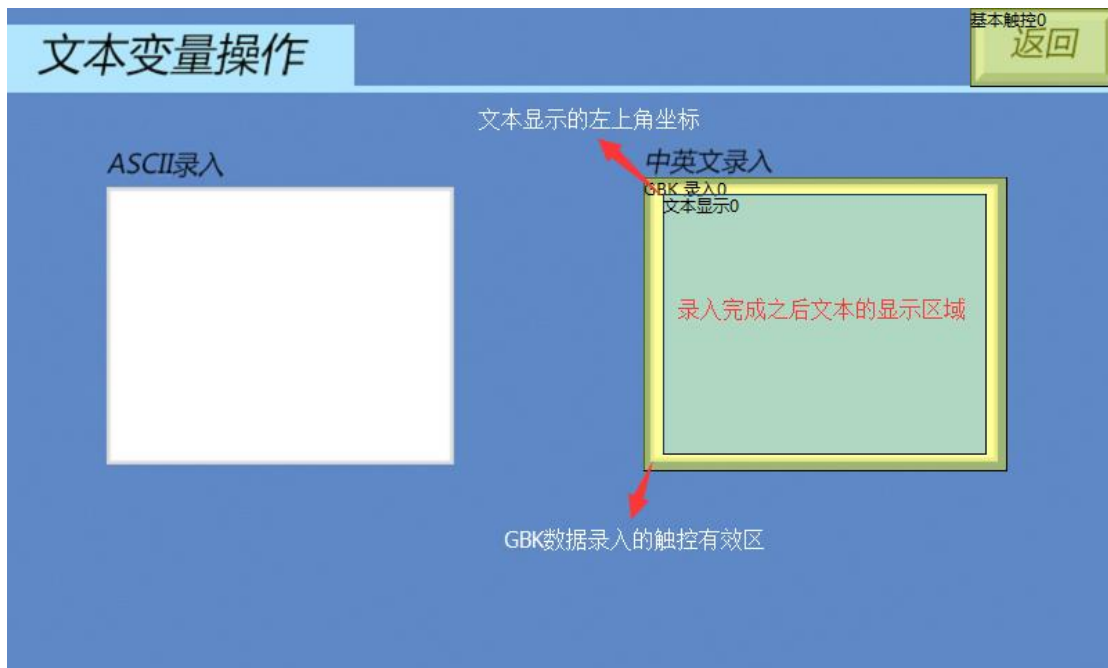 基本触控0
返回
文本变量操作
文本显示的左上角坐标
ASCII录入
中英文录入
GBK 录入0
文本显示0
录入完成之后文本的显示区域
GBK数据录入的触控有效区